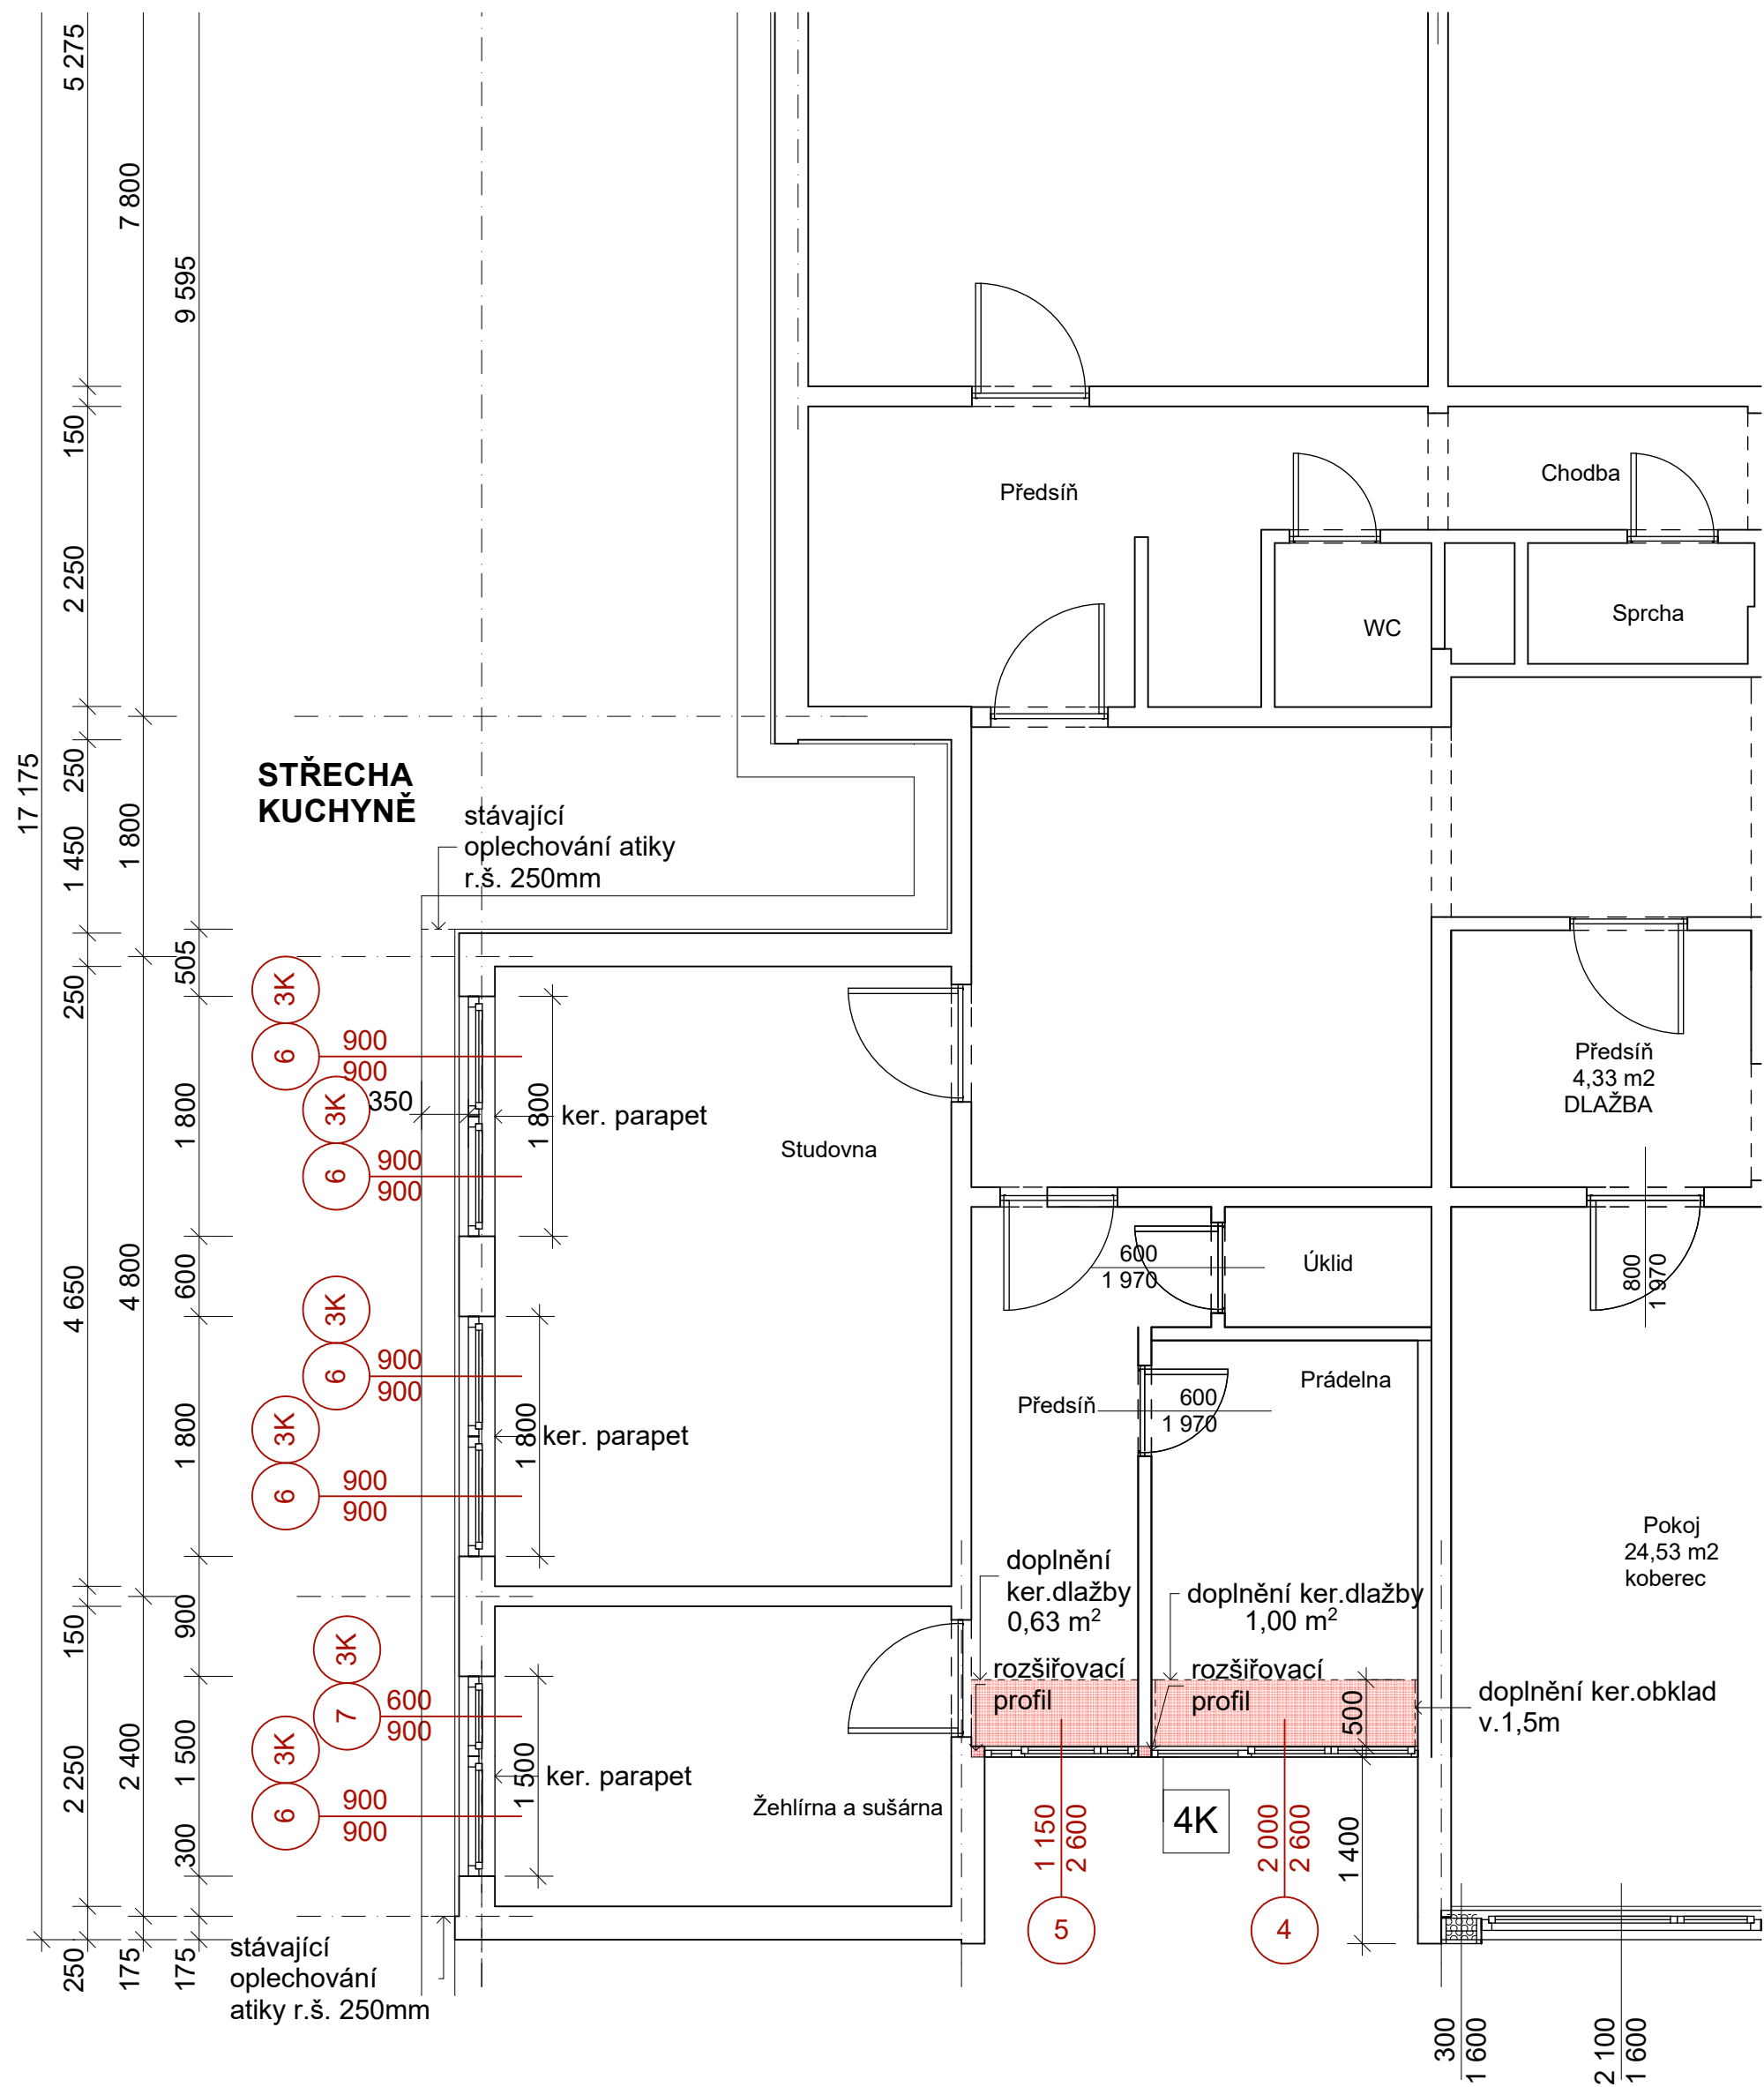 5 275
7 800
9 595
150
2 250
17 175
250
1 450
1 800
505
250
1 800
600
4 650
4 800
1 800
900
150
1 500
2 250
2 400
300
250
175
175
Předsíň
Chodba
WC
Sprcha
STŘECHA
KUCHYNĚ
stávající
oplechování atiky
r.š. 250mm
3K
6
900
900
350
3K
6
900
900
1 800
ker. parapet
Studovna
Předsíň
4,33 m2
DLAŽBA
600
1 970
Úklid
800
1 970
3K
6
900
900
3K
6
900
900
1 800
ker. parapet
Předsíň
600
1 970
Prádelna
Pokoj
24,53 m2
koberec
doplnění
ker.dlažby
0,63 m²
doplnění ker.dlažby
1,00 m²
rozšiřovací
profil
rozšiřovací
profil
500
doplnění ker.obklad
v.1,5m
3K
7
600
900
3K
6
900
900
1 500
ker. parapet
Žehlírna a sušárna
1 150
2 600
5
4K
2 000
2 600
4
1 400
stávající
oplechování
atiky r.š. 250mm
300
1 600
2 100
1 600